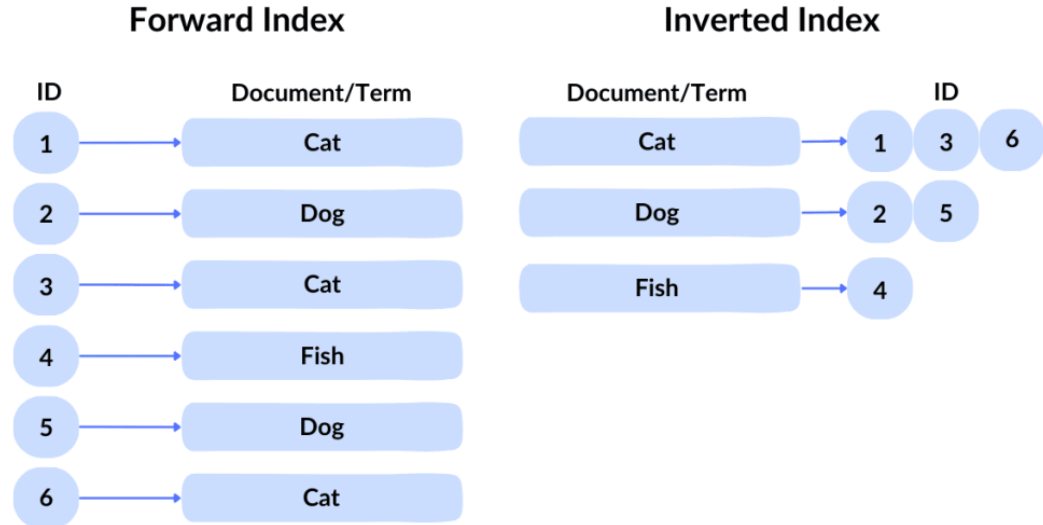 Forward Index
ID Document/Term
1 Cat
2 Dog
3 Cat
4 Fish
5 Dog
6 Cat
Inverted Index
Document/Term ID
Cat 1 3 6
Dog 2 5
Fish 4